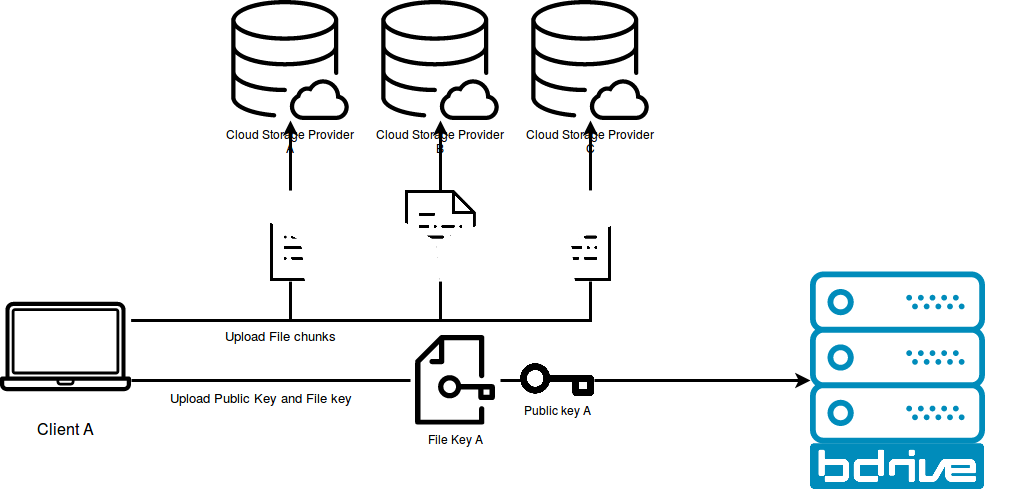 Cloud Storage Provider
A
Cloud Storage Provider
B
Cloud Storage Provider
C
Upload File chunks
Upload Public Key and File key
Public key A
Client A
File Key A
bdrive